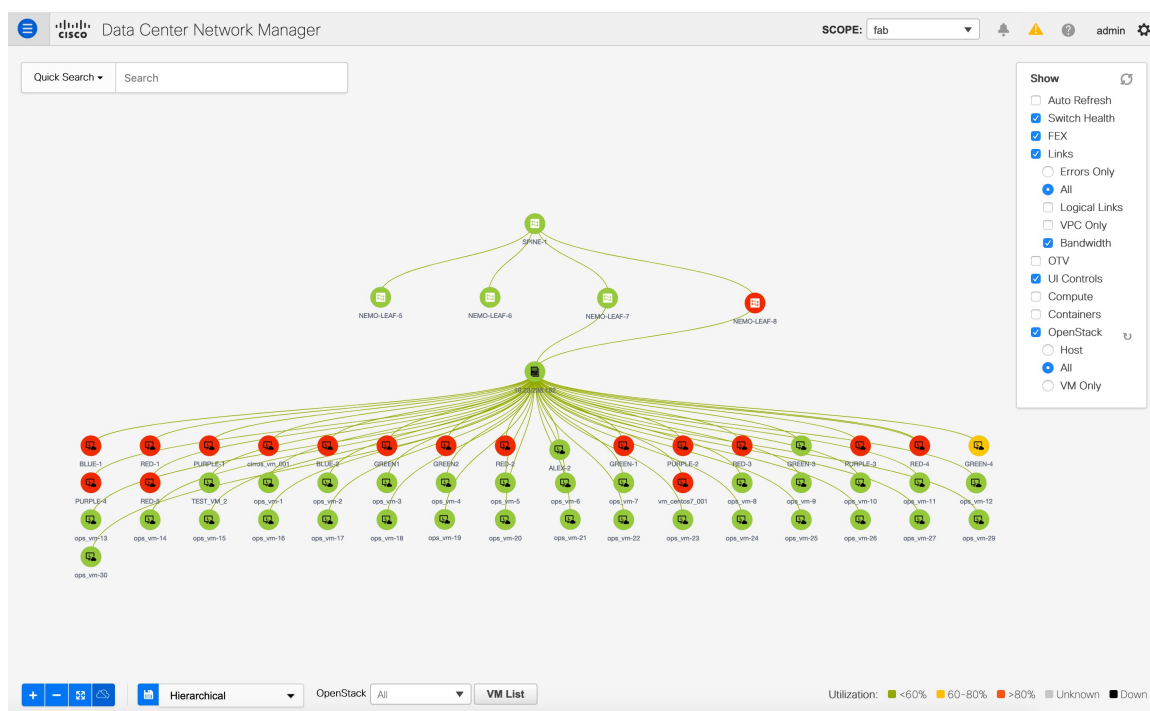 CISCO Data Center Network Manager SCOPE: fab admin
Quick Search Search
Show
Auto Refresh
Switch Health
FEX
Links
Errors Only
All
Logical Links
VPC Only
Bandwidth
OTV
UI Controls
Compute
Containers
OpenStack
Host
All
VM Only
SPINE-1
NEMO-LEAF-5 NEMO-LEAF-6 NEMO-LEAF-7 NEMO-LEAF-8
BLUE-1 RED-1 PURPLE-1 cirros_vm_001 BLUE-2 GREEN1 GREEN2 RED-2 ALEX-2 GREEN-1 PURPLE-2 RED-3 GREEN-3 PURPLE-3 RED-4 GREEN-4
PURPLE-4 RED-5 TEST_VM_2 ops_vm-1 ops_vm-2 ops_vm-3 ops_vm-4 ops_vm-5 ops_vm-6 ops_vm-7 vm_centos7_001 ops_vm-8 ops_vm-9 ops_vm-10 ops_vm-11 ops_vm-12
ops_vm-13 ops_vm-14 ops_vm-15 ops_vm-16 ops_vm-17 ops_vm-18 ops_vm-19 ops_vm-20 ops_vm-21 ops_vm-22 ops_vm-23 ops_vm-24 ops_vm-25 ops_vm-26 ops_vm-27 ops_vm-29
ops_vm-30
Hierarchical OpenStack All VM List Utilization: <60% 60-80% >80% Unknown Down